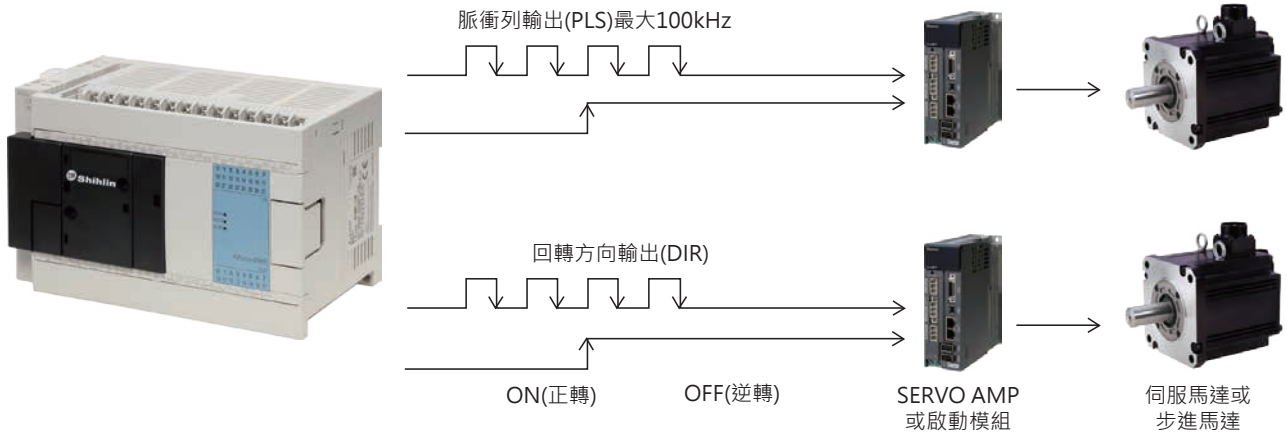 脈衝列輸出(PLS)最大100kHz
Shihlin
回轉方向輸出(DIR)
ON(正轉)
OFF(逆轉)
SERVO AMP
或啟動模組
伺服馬達或
步進馬達